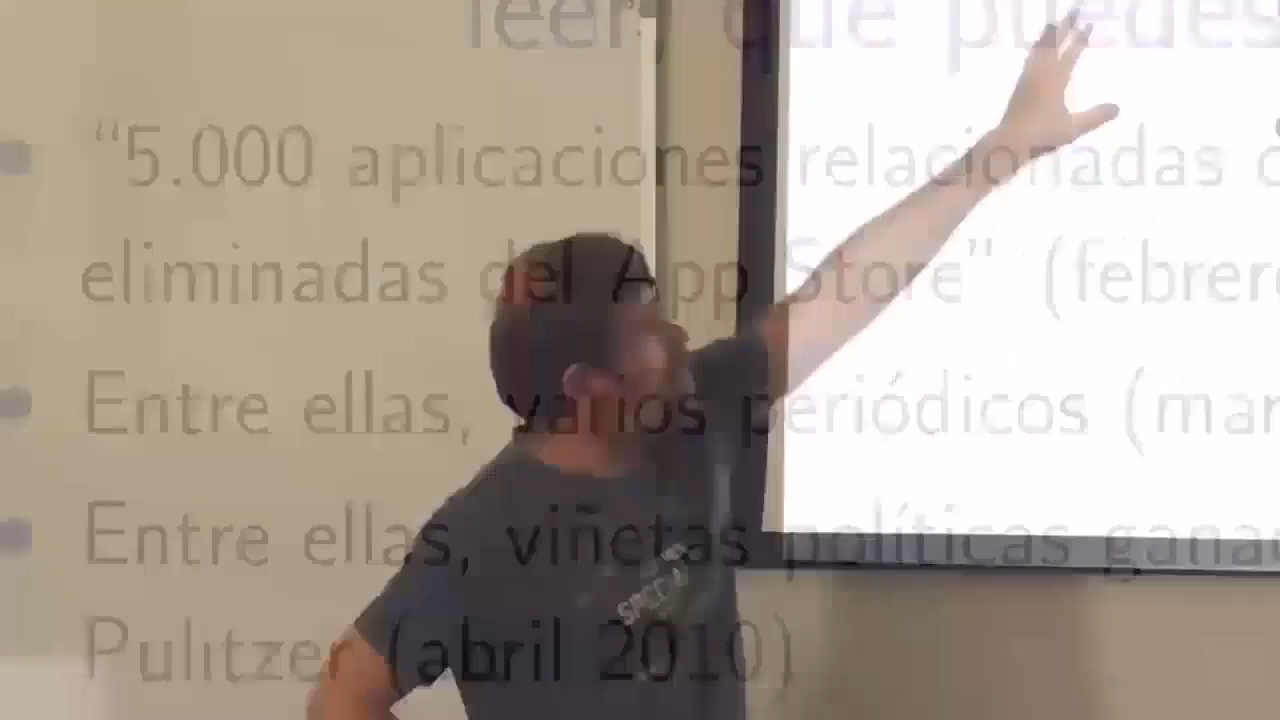 leer, que puedes
“5.000 aplicaciones relacionadas
eliminadas del App Store" (febrero
Entre ellas, varios periódicos (mar
Entre ellas, viñetas políticas gana
Pulitzer (abril 2010)